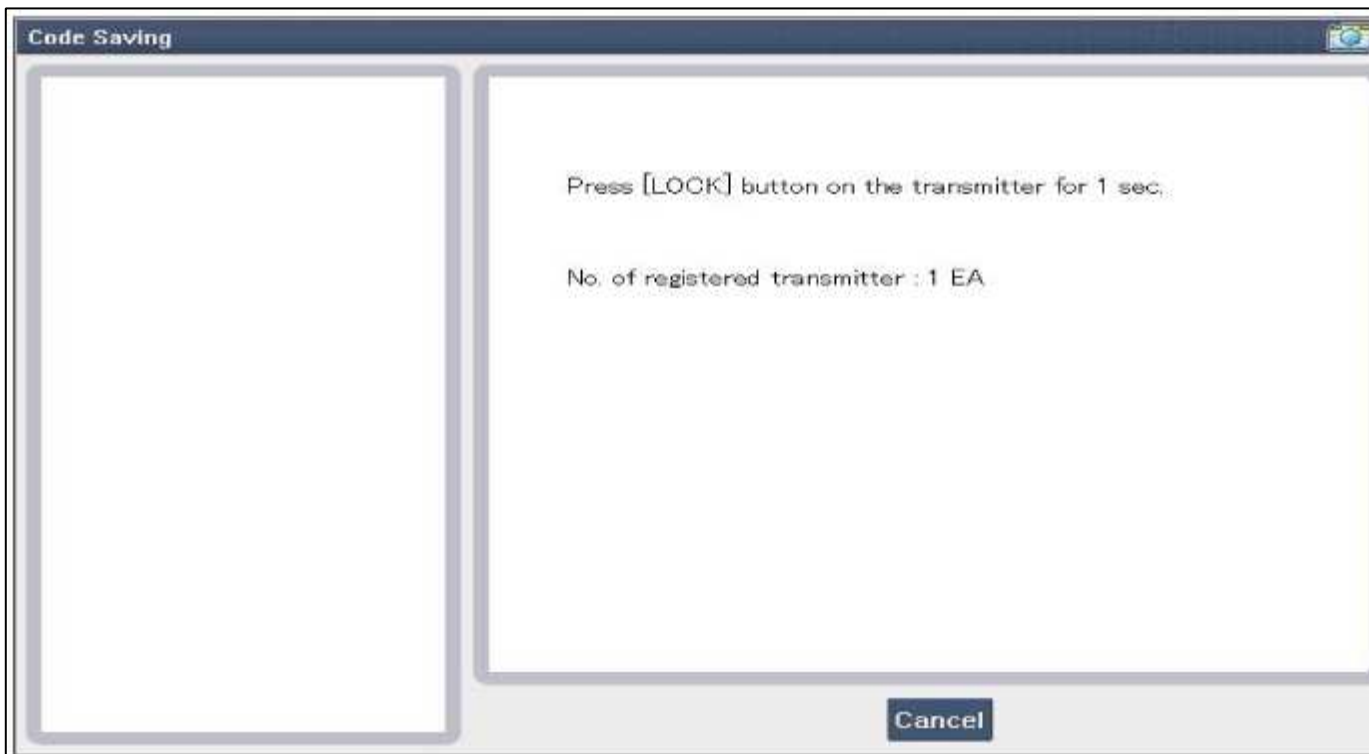 Code Saving
Press [LOCK] button on the transmitter for 1 sec.
No. of registered transmitter : 1 EA
Cancel